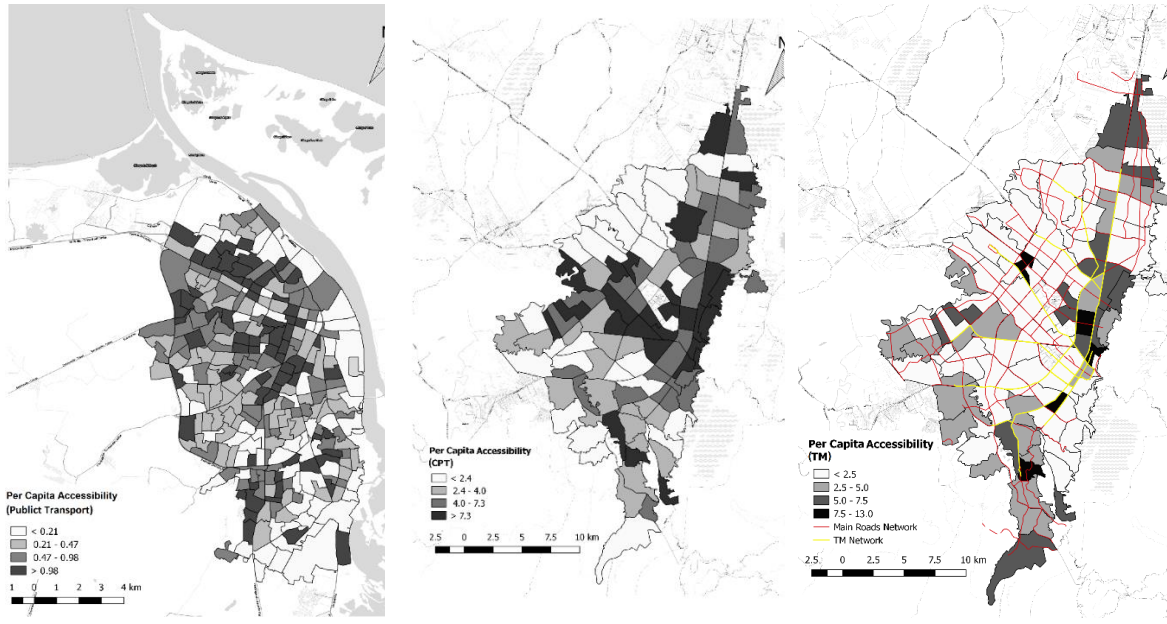 Per Capita Accessibility
(Publict Transport)
< 0.21
0.21 - 0.47
0.47 - 0.98
> 0.98
1 0 1 2 3 4 km
N
Per Capita Accessibility
(CPT)
< 2.4
2.4 - 4.0
4.0 - 7.3
> 7.3
2.5 0 2.5 5 7.5 10 km
Per Capita Accessibility
(TM)
< 2.5
2.5 - 5.0
5.0 - 7.5
7.5 - 13.0
Main Roads Network
TM Network
2.5 0 2.5 5 7.5 10 km